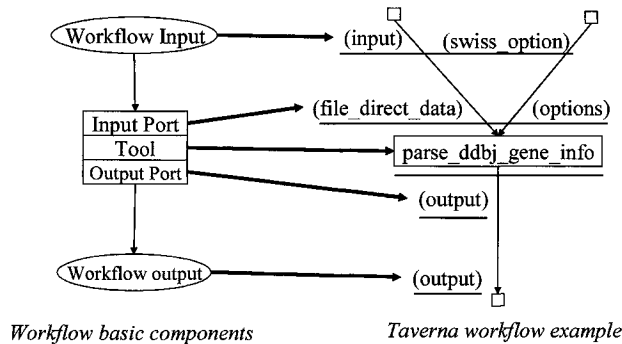 Workflow Input
(input)
(swiss_option)
Input Port
(file_direct_data)
(options)
Tool
parse_ddbj_gene_info
Output Port
(output)
Workflow output
(output)
Workflow basic components
Taverna workflow example